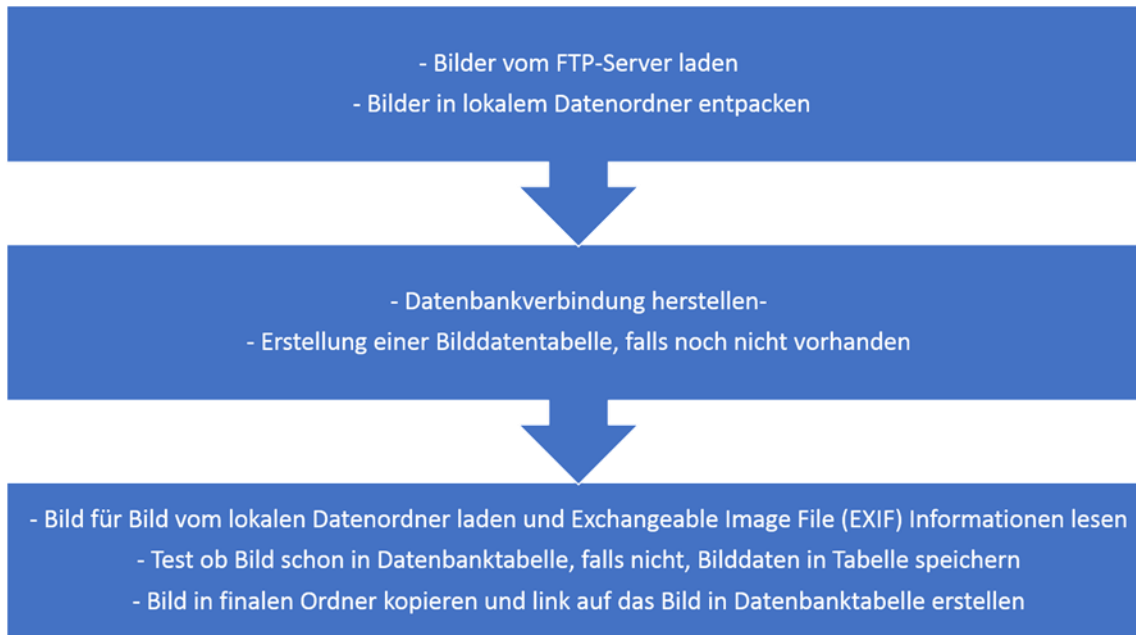 - Bilder vom FTP-Server laden
- Bilder in lokalem Datenordner entpacken
- Datenbankverbindung herstellen-
- Erstellung einer Bilddatentabelle, falls noch nicht vorhanden
- Bild für Bild vom lokalen Datenordner laden und Exchangeable Image File (EXIF) Informationen lesen
- Test ob Bild schon in Datenbanktabelle, falls nicht, Bilddaten in Tabelle speichern
- Bild in finalen Ordner kopieren und link auf das Bild in Datenbanktabelle erstellen